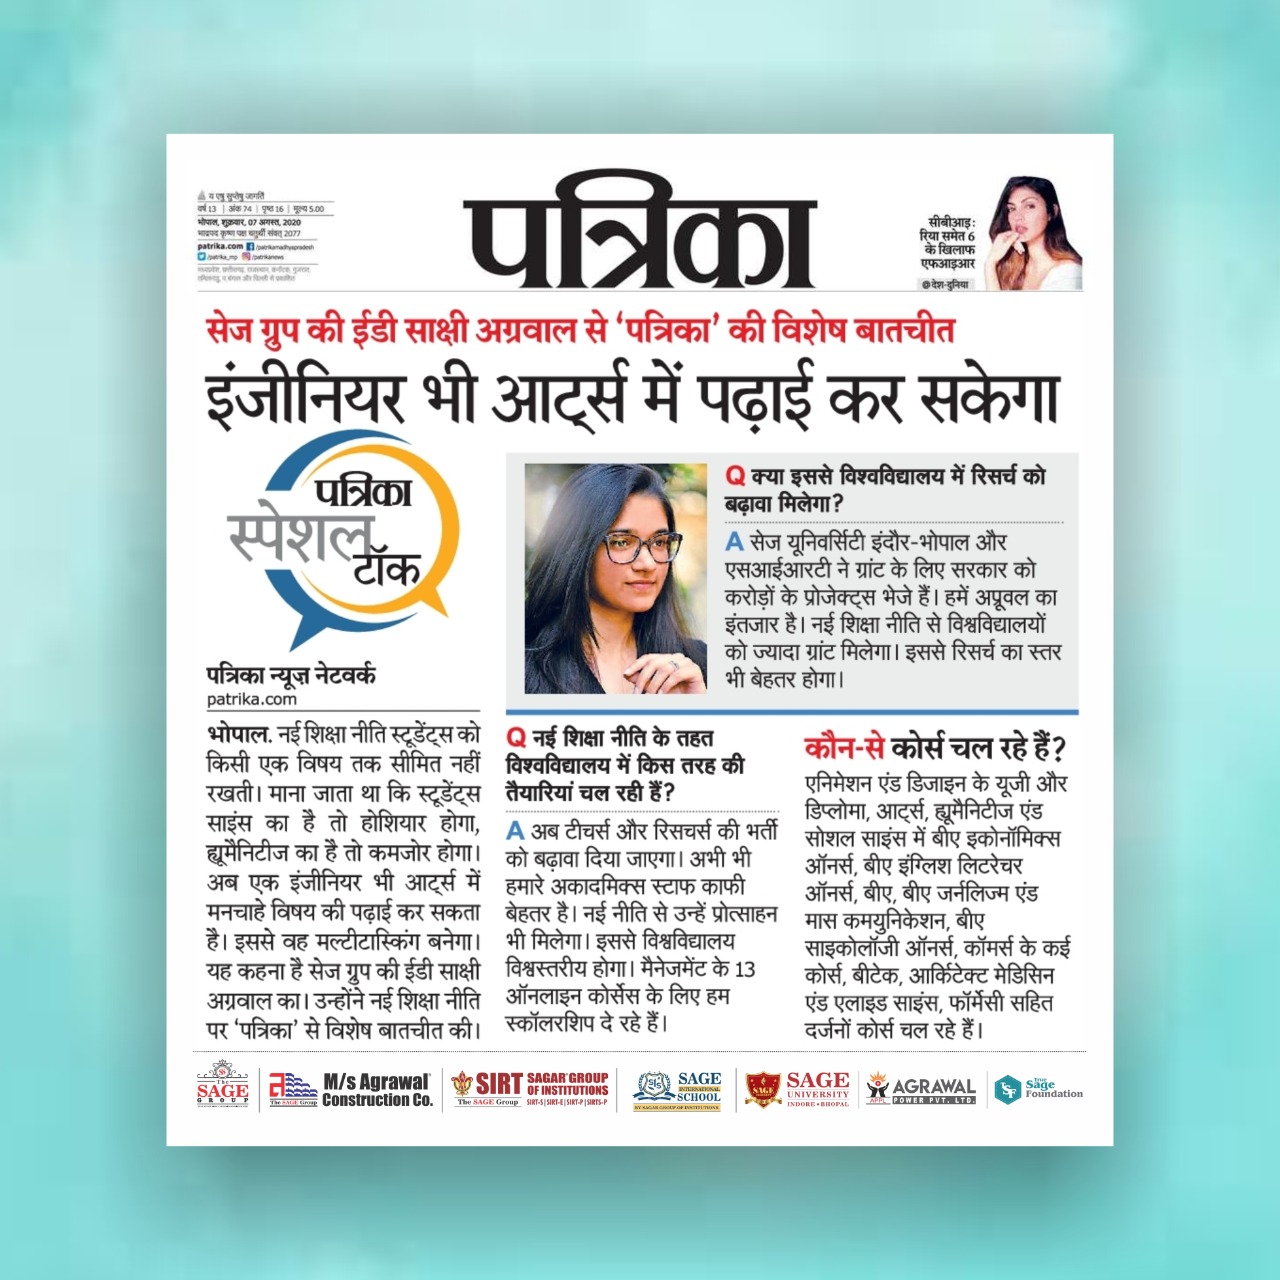 य एषु सुप्तेषु जागर्ति
वर्ष 13 | अंक 74 | पृष्ठ 16 | मूल्य 5.00
भोपाल, शुक्रवार, 07 अगस्त, 2020
भाद्रपद कृष्ण पक्ष चतुर्थी संवत् 2077
patrika.com /patrikamadhyapradesh
/patrika_mp /patrikanews
पत्रिका
सीबीआइ:
रिया समेत 6
के खिलाफ
एफआइआर
@ देश-दुनिया
सेज ग्रुप की ईडी साक्षी अग्रवाल से ‘पत्रिका’ की विशेष बातचीत
इंजीनियर भी आर्ट्स में पढ़ाई कर सकेगा
पत्रिका
स्पेशल
टॉक
पत्रिका न्यूज़ नेटवर्क
patrika.com
भोपाल. नई शिक्षा नीति स्टूडेंट्स को
किसी एक विषय तक सीमित नहीं
रखती। माना जाता था कि स्टूडेंट्स
साइंस का है तो होशियार होगा,
ह्यूमैनिटीज का है तो कमजोर होगा।
अब एक इंजीनियर भी आर्ट्स में
मनचाहे विषय की पढ़ाई कर सकता
है। इससे वह मल्टीटास्किंग बनेगा।
यह कहना है सेज ग्रुप की ईडी साक्षी
अग्रवाल का। उन्होंने नई शिक्षा नीति
पर ‘पत्रिका’ से विशेष बातचीत की।
Q क्या इससे विश्वविद्यालय में रिसर्च को
बढ़ावा मिलेगा?
A सेज यूनिवर्सिटी इंदौर-भोपाल और
एसआईआरटी ने ग्रांट के लिए सरकार को
करोड़ों के प्रोजेक्ट्स भेजे हैं। हमें अप्रूवल का
इंतजार है। नई शिक्षा नीति से विश्वविद्यालयों
को ज्यादा ग्रांट मिलेगा। इससे रिसर्च का स्तर
भी बेहतर होगा।
Q नई शिक्षा नीति के तहत
विश्वविद्यालय में किस तरह की
तैयारियां चल रही हैं?
A अब टीचर्स और रिसचर्स की भर्ती
को बढ़ावा दिया जाएगा। अभी भी
हमारे अकादमिक्स स्टाफ काफी
बेहतर है। नई नीति से उन्हें प्रोत्साहन
भी मिलेगा। इससे विश्वविद्यालय
विश्वस्तरीय होगा। मैनेजमेंट के 13
ऑनलाइन कोर्सेस के लिए हम
स्कॉलरशिप दे रहे हैं।
कौन-से कोर्स चल रहे हैं?
एनिमेशन एंड डिजाइन के यूजी और
डिप्लोमा, आर्ट्स, ह्यूमैनिटीज एंड
सोशल साइंस में बीए इकोनॉमिक्स
ऑनर्स, बीए इंग्लिश लिटरेचर
ऑनर्स, बीए, बीए जर्नलिज्म एंड
मास कमयुनिकेशन, बीए
साइकोलॉजी ऑनर्स, कॉमर्स के कई
कोर्स, बीटेक, आर्किटेक्ट मेडिसिन
एंड एलाइड साइंस, फॉर्मेसी सहित
दर्जनों कोर्स चल रहे हैं।
The SAGE GROUP
The SAGE Group
M/s Agrawal
Construction Co.
SIRT SAGAR GROUP OF INSTITUTIONS
The SAGE Group SIRT-S|SIRT-E|SIRT-P|SIRTS-P
SIS SAGE INTERNATIONAL SCHOOL
BY SAGAR GROUP OF INSTITUTIONS
SAGE SAGE UNIVERSITY
INDORE • BHOPAL
APPL AGRAWAL
POWER PVT. LTD.
TSF True Sage Foundation